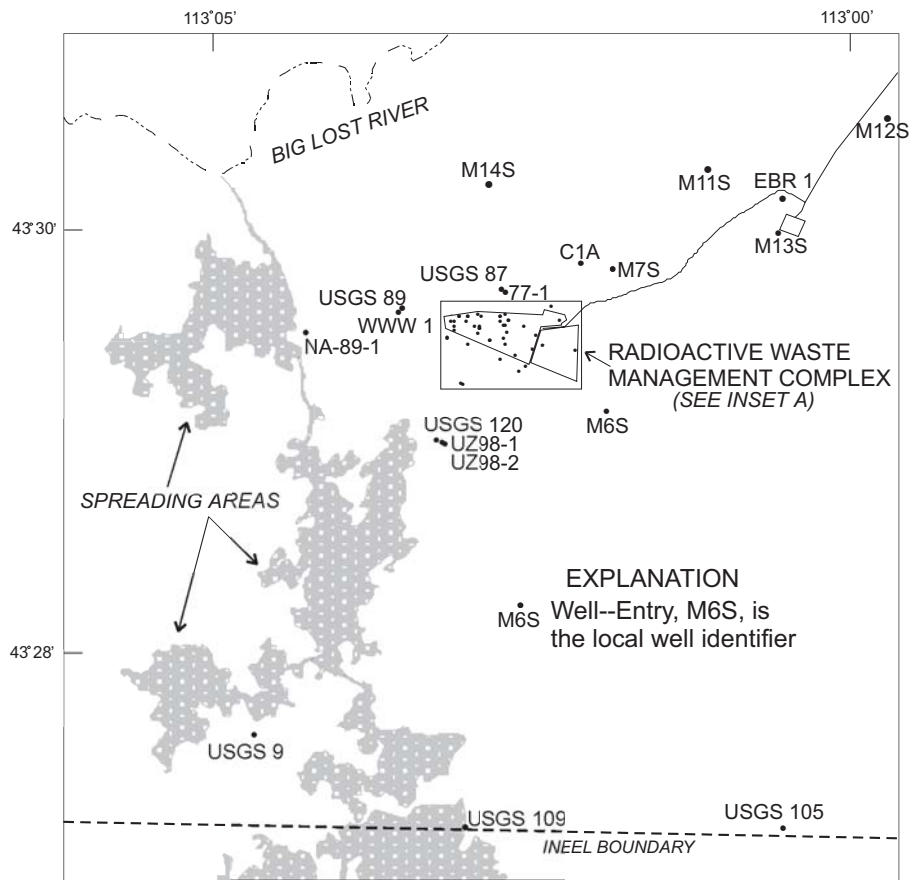 113°05'
113°00'
BIG LOST RIVER
M12S
M14S
M11S
EBR 1
43°30'
M13S
C1A
M7S
USGS 87
77-1
USGS 89
WWW 1
NA-89-1
RADIOACTIVE WASTE
MANAGEMENT COMPLEX
(SEE INSET A)
M6S
USGS 120
UZ98-1
UZ98-2
SPREADING AREAS
EXPLANATION
M6S
Well--Entry, M6S, is
the local well identifier
43°28'
USGS 9
USGS 109
USGS 105
INEEL BOUNDARY